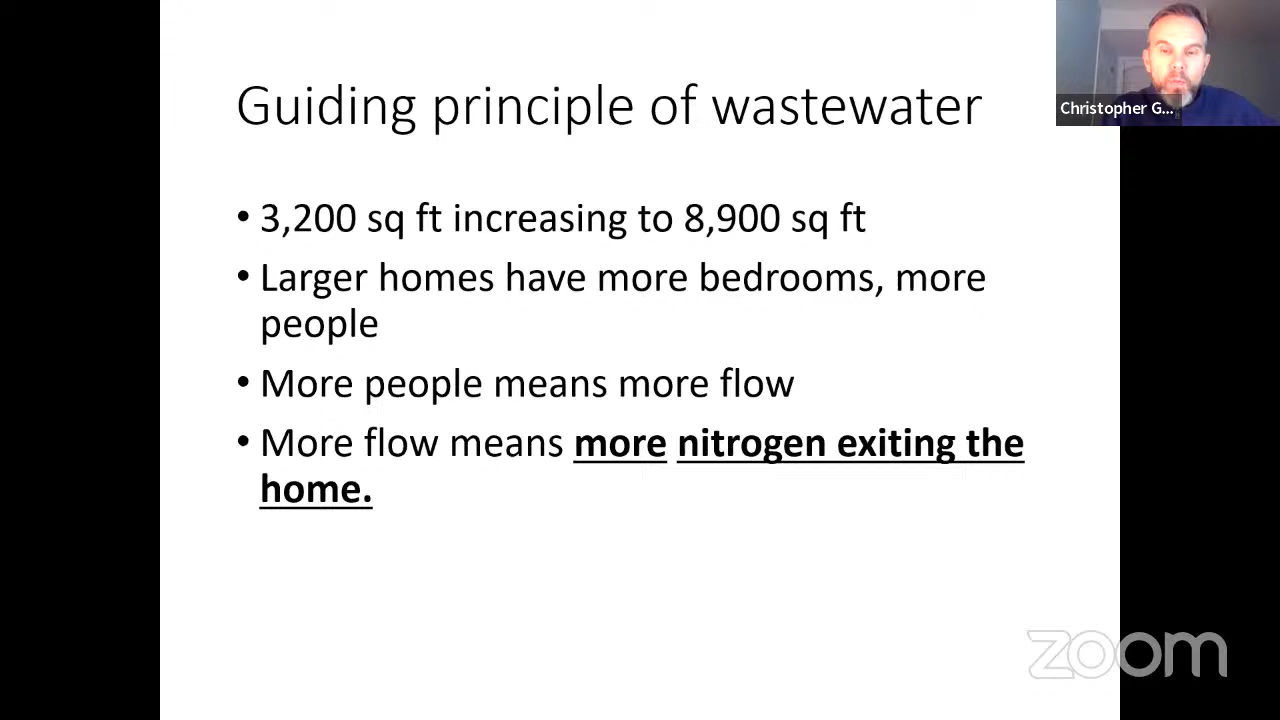 Guiding principle of wastewater
• 3,200 sq ft increasing to 8,900 sq ft
• Larger homes have more bedrooms, more
people
• More people means more flow
• More flow means more nitrogen exiting the
home.
Christopher G...
zoom